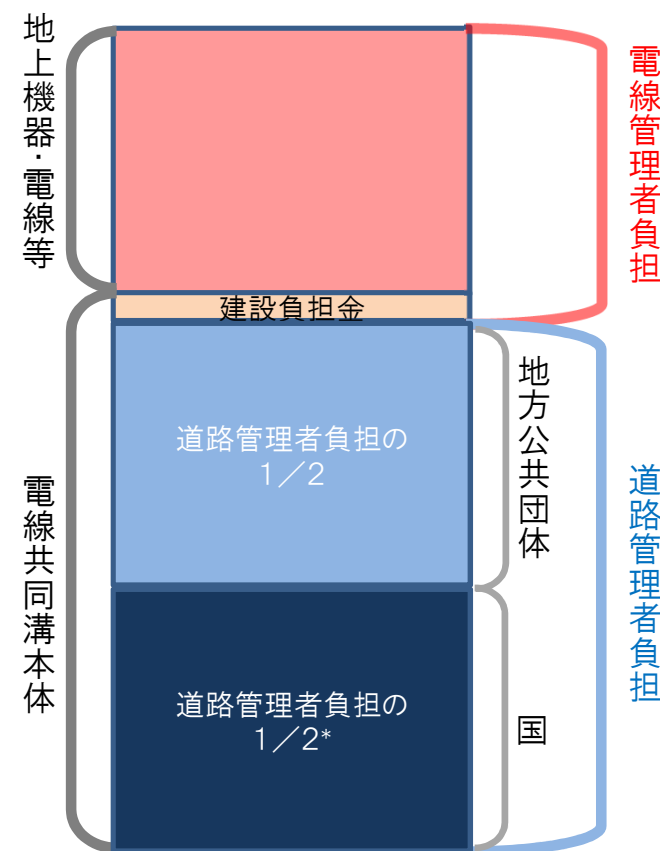 地上機器・電線等
電線管理者負担
建設負担金
道路管理者負担の
1／2
地方公共団体
電線共同溝本体
道路管理者負担
道路管理者負担の
1／2*
国